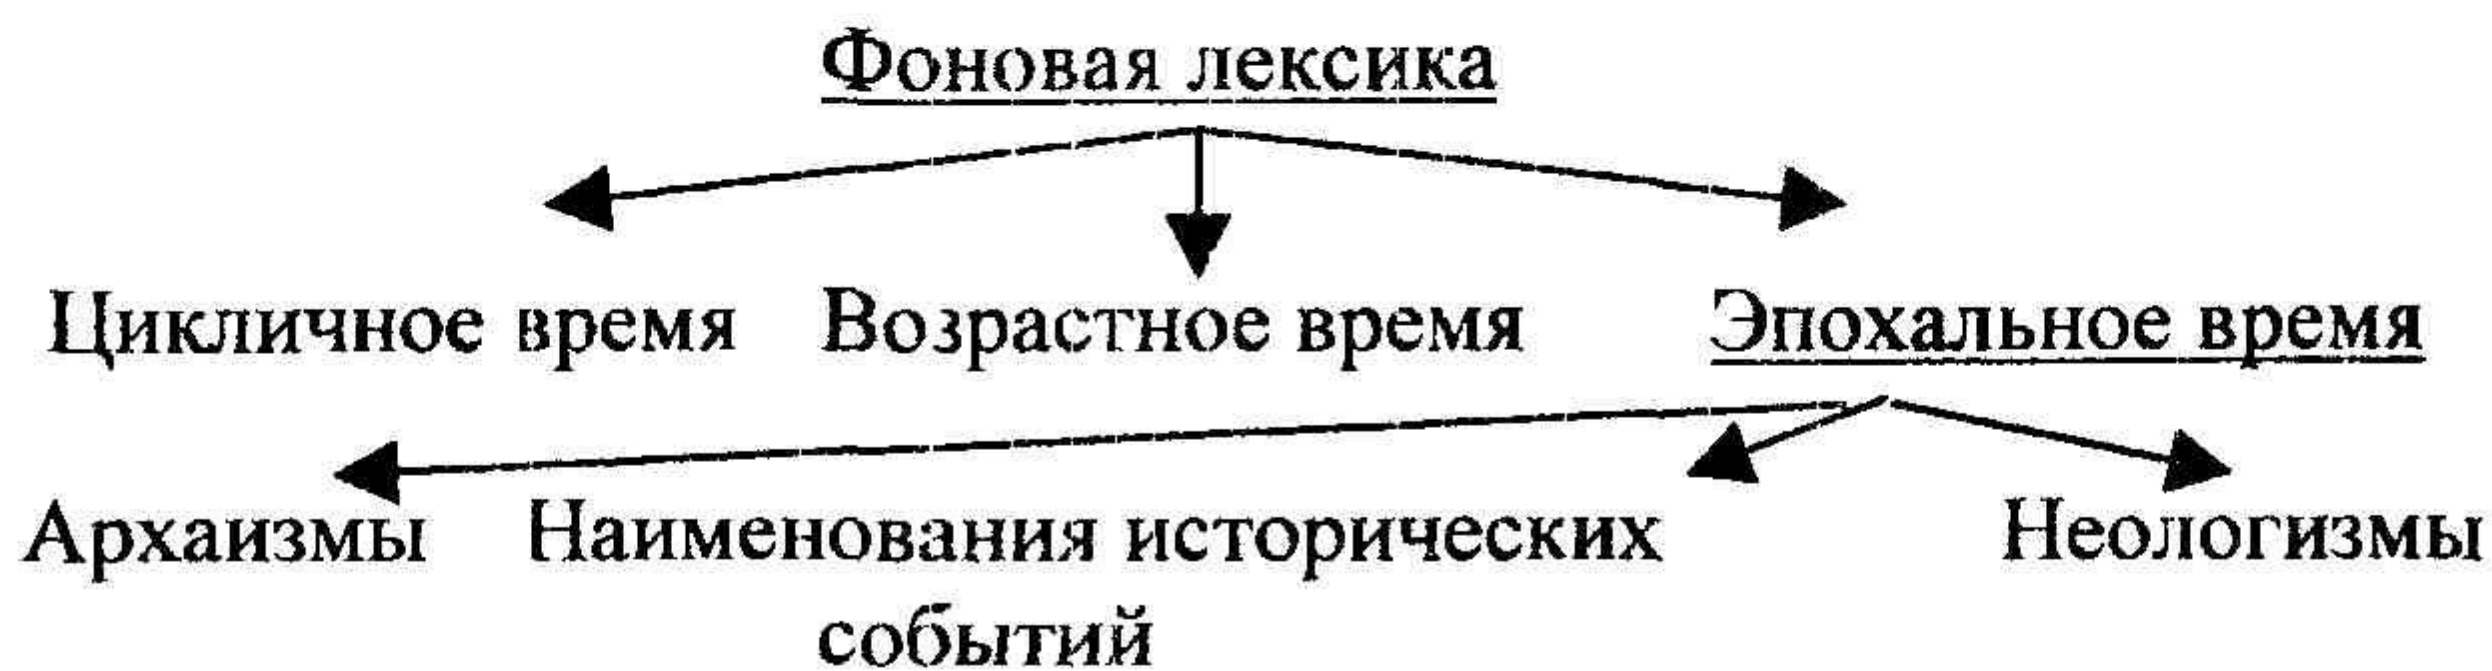 Фоновая лексика
Цикличное время Возрастное время Эпохальное время
Архаизмы Наименования исторических Неологизмы
событий